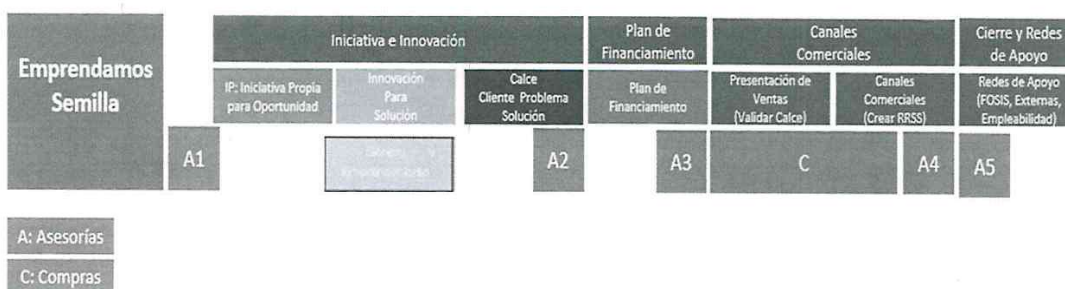 Emprendamos
Semilla
Iniciativa e Innovación
Plan de
Financiamiento
Canales
Comerciales
Cierre y Redes
de Apoyo
IP: Iniciativa Propia
para Oportunidad
Innovación
Para
Solución
Calce
Cliente Problema
Solución
Plan de
Financiamiento
Presentación de
Ventas
(Validar Calce)
Canales
Comerciales
(Crear RRSS)
Redes de Apoyo
(FOSIS, Externas,
Empleabilidad)
A1
A2
A3
C
A4
A5
A: Asesorías
C: Compras